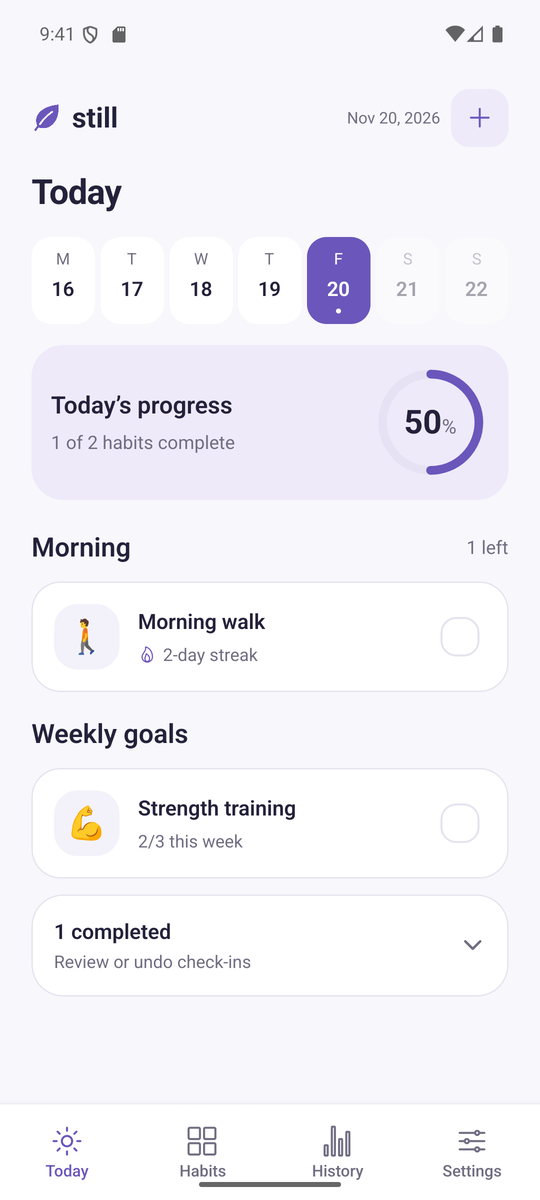 9:41
still
Nov 20, 2026
Today
M T W T F S S
16 17 18 19 20 21 22
Today’s progress
1 of 2 habits complete
50%
Morning
1 left
Morning walk
2-day streak
Weekly goals
Strength training
2/3 this week
1 completed
Review or undo check-ins
Today Habits History Settings